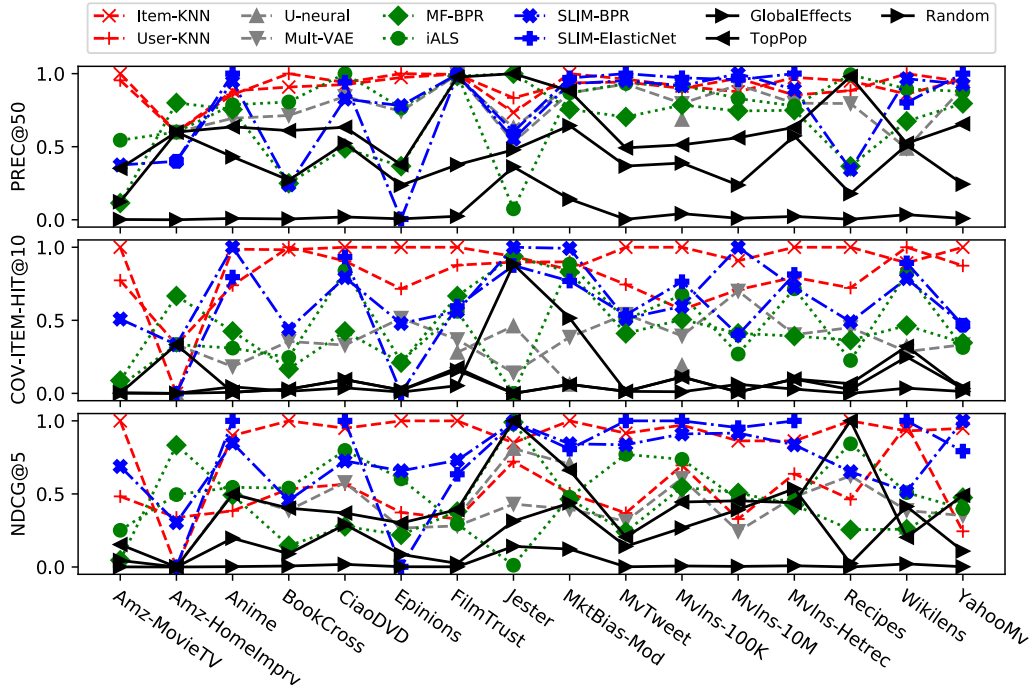 Item-KNN U-neural MF-BPR SLIM-BPR GlobalEffects Random
User-KNN Mult-VAE iALS SLIM-ElasticNet TopPop
PREC@50
1.0
0.5
0.0
COV-ITEM-HIT@10
1.0
0.5
0.0
NDCG@5
1.0
0.5
0.0
Amz-MovieTV
Amz-HomeImprv
Anime
BookCross
CiaoDVD
Epinions
FilmTrust
Jester
MktBias-Mod
MvTweet
Mvlns-100K
Mvlns-10M
Mvlns-Hetrec
Recipes
Wikilens
YahooMv